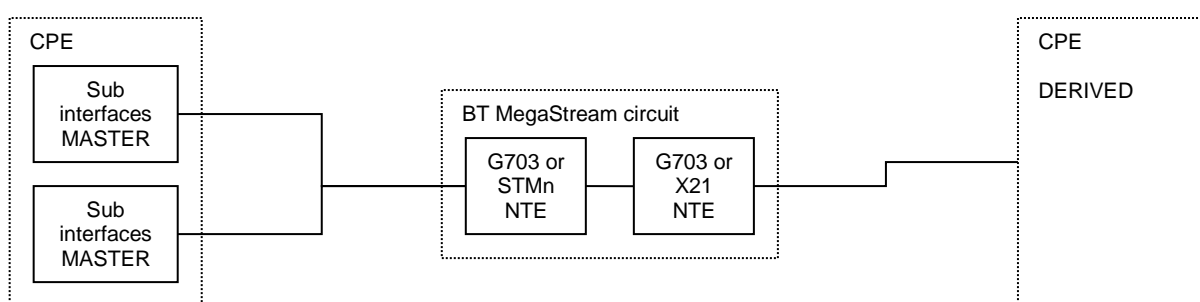 CPE
Sub
interfaces
MASTER
Sub
interfaces
MASTER
BT MegaStream circuit
G703 or
STMn
NTE
G703 or
X21
NTE
CPE
DERIVED